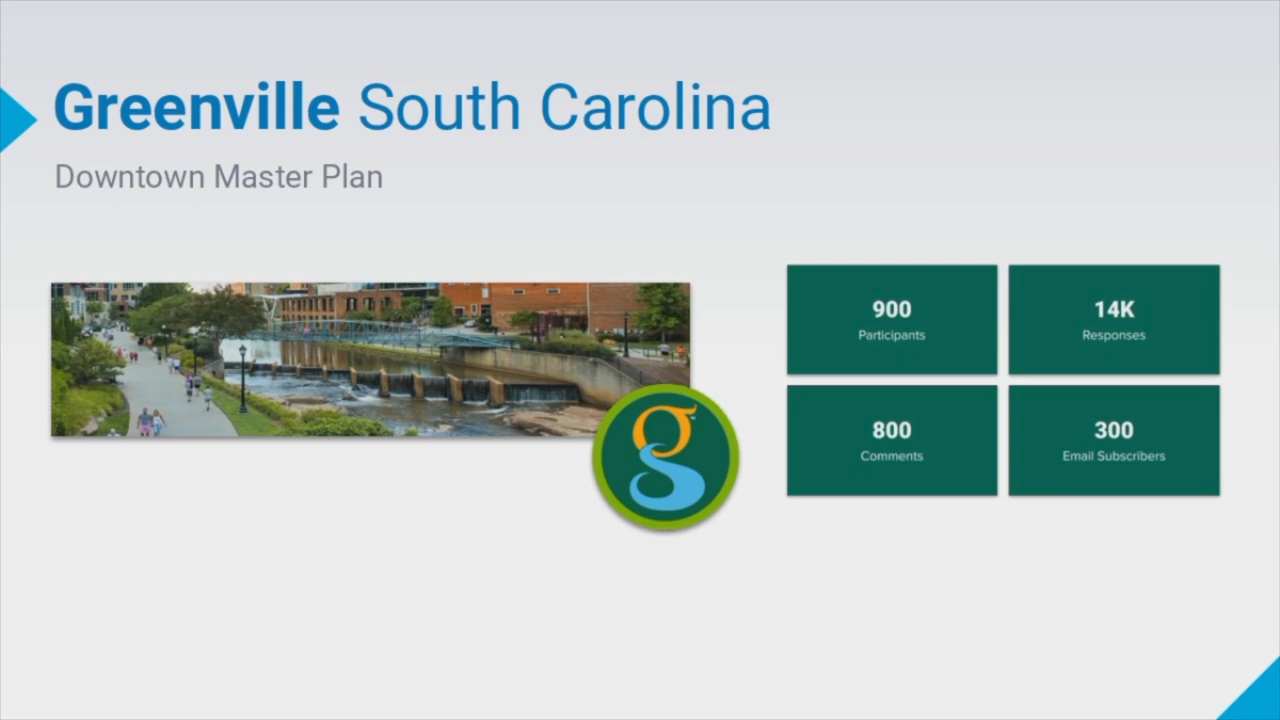 Greenville South Carolina
Downtown Master Plan
900
Participants
14K
Responses
800
Comments
300
Email Subscribers
g